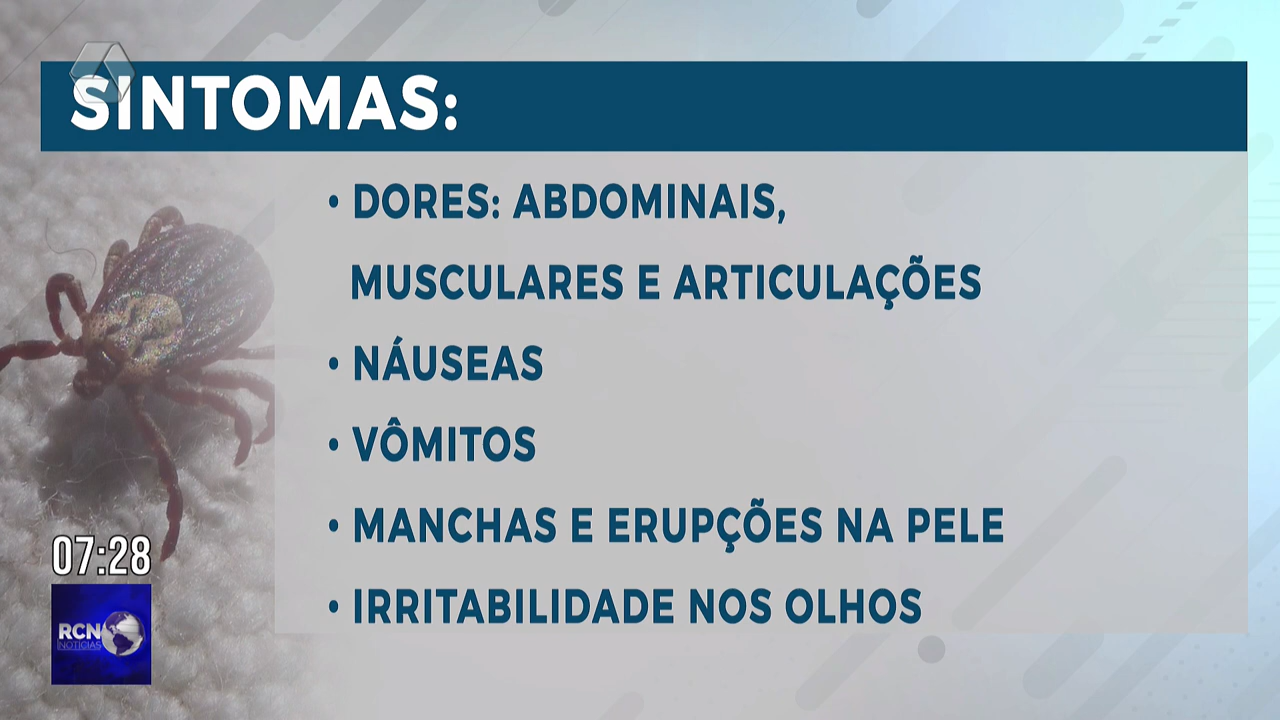 SINTOMAS:
• DORES: ABDOMINAIS,
MUSCULARES E ARTICULAÇÕES
• NÁUSEAS
• VÔMITOS
• MANCHAS E ERUPÇÕES NA PELE
• IRRITABILIDADE NOS OLHOS
07:28
RCN
NOTÍCIAS